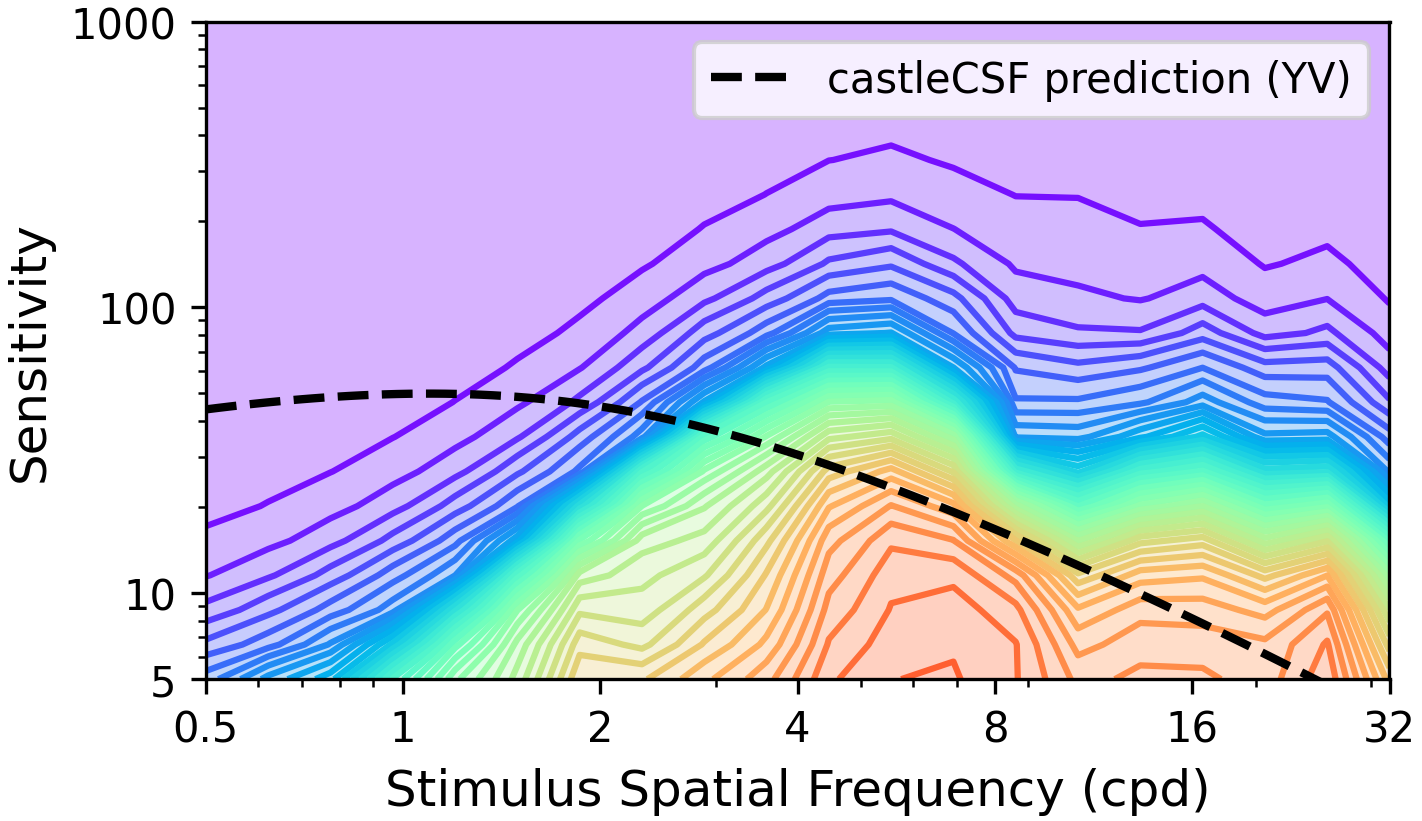 1000
castleCSF prediction (YV)
100
Sensitivity
10
5
0.5 1 2 4 8 16 32
Stimulus Spatial Frequency (cpd)